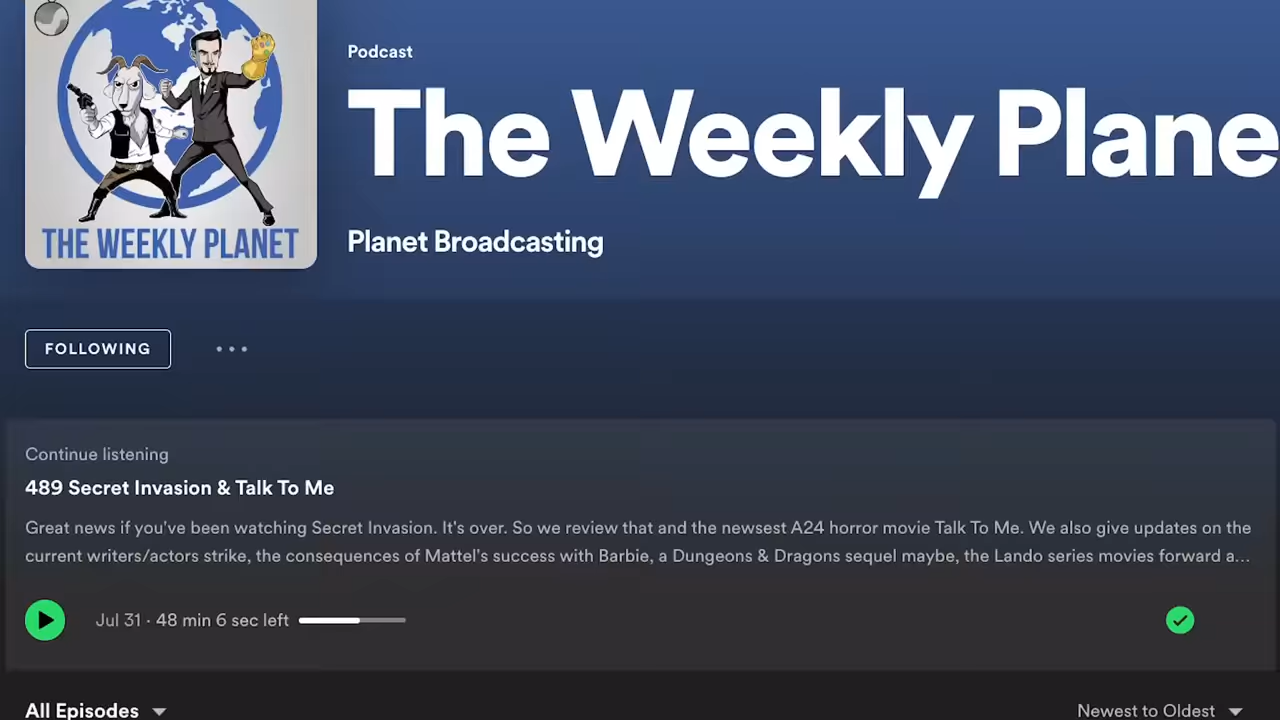 Podcast
The Weekly Plane
THE WEEKLY PLANET
Planet Broadcasting
FOLLOWING
Continue listening
489 Secret Invasion & Talk To Me
Great news if you've been watching Secret Invasion. It's over. So we review that and the newsest A24 horror movie Talk To Me. We also give updates on the
current writers/actors strike, the consequences of Mattel's success with Barbie, a Dungeons & Dragons sequel maybe, the Lando series movies forward a...
Jul 31 · 48 min 6 sec left
All Episodes
Newest to Oldest